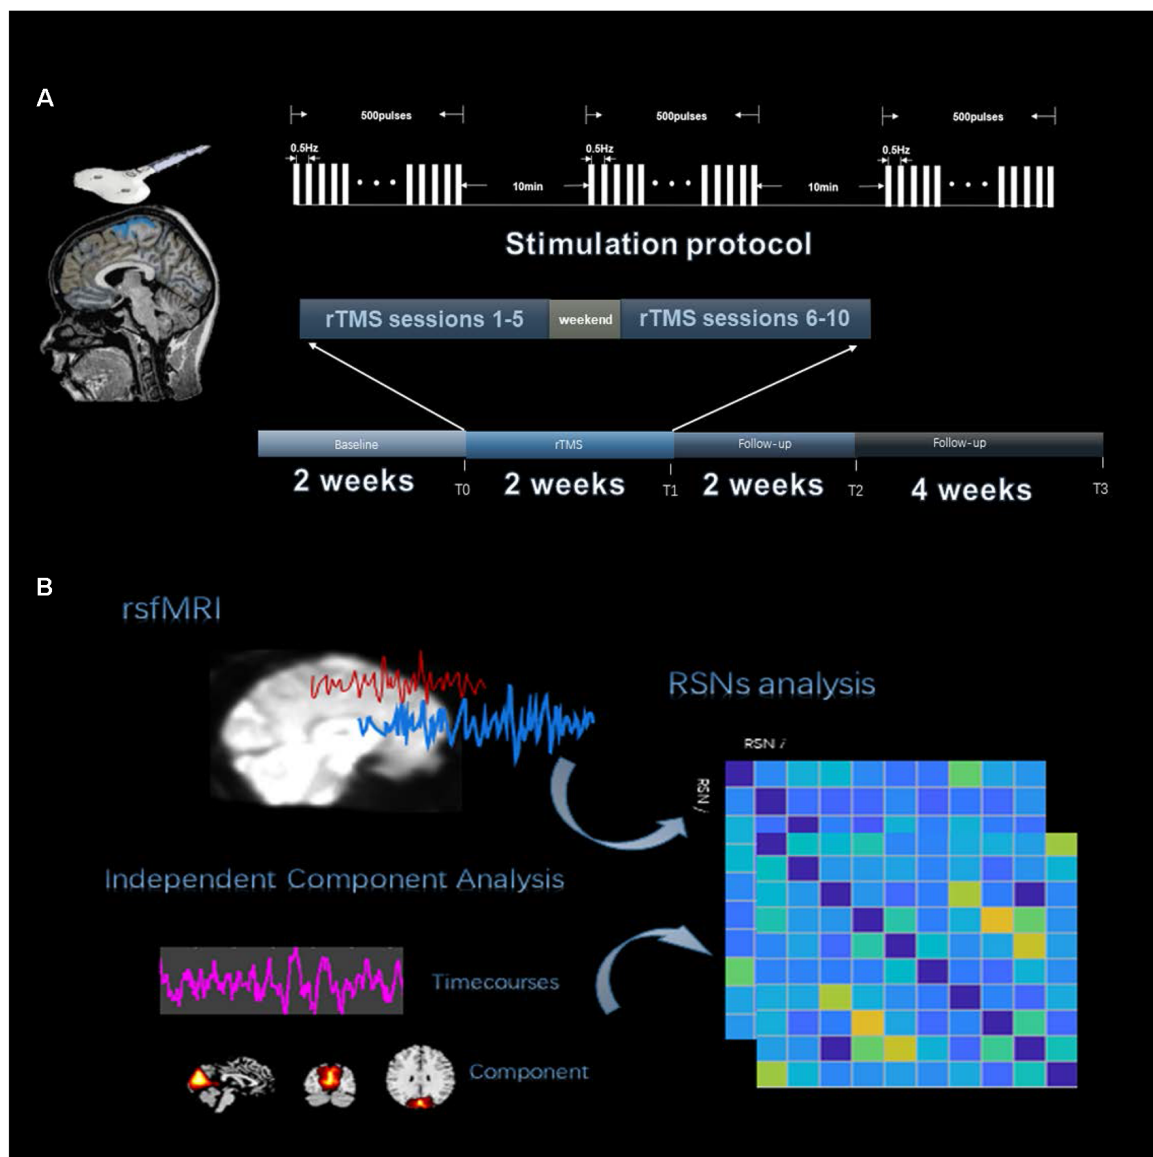 A
500pulses 500pulses 500pulses
0.5Hz 0.5Hz 0.5Hz
10min 10min
Stimulation protocol
rTMS sessions 1-5 weekend rTMS sessions 6-10
Baseline rTMS Follow-up Follow-up
2 weeks T0 2 weeks T1 2 weeks T2 4 weeks T3
B
rsfMRI
RSNs analysis
RSN i
RSN j
Independent Component Analysis
Timecourses
Component